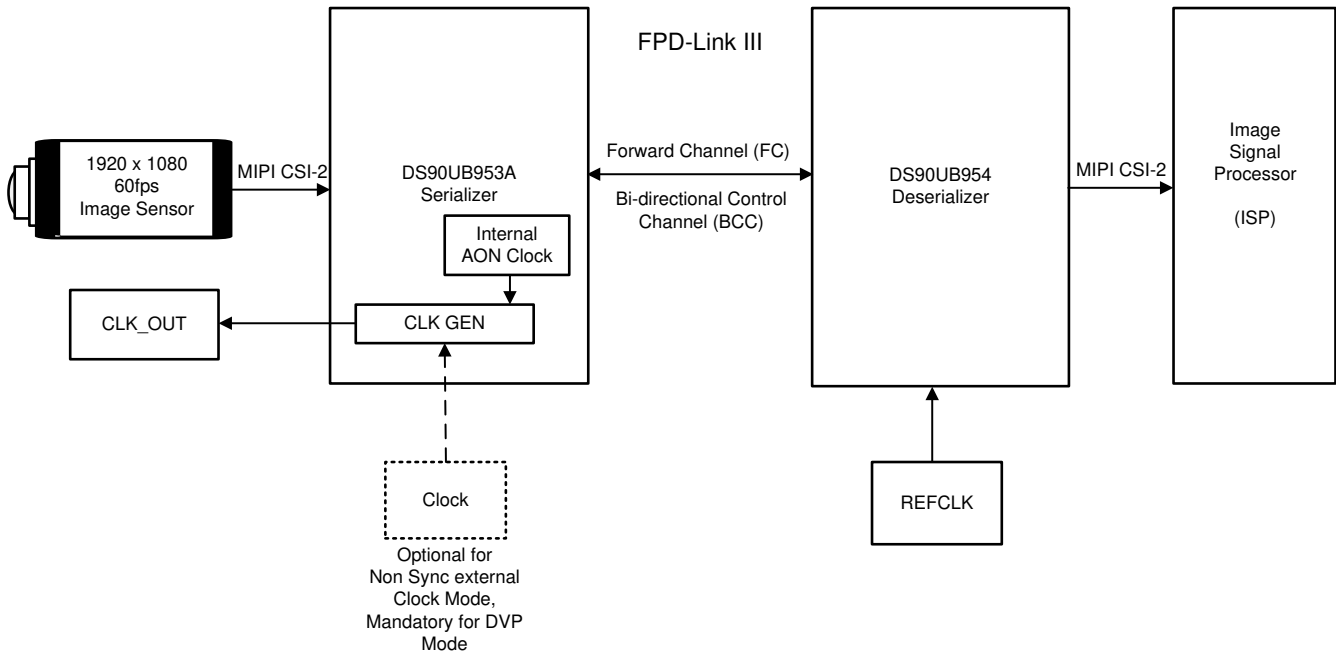 FPD-Link III
1920 x 1080
60fps
Image Sensor
MIPI CSI-2
DS90UB953A
Serializer
Internal
AON Clock
CLK GEN
CLK_OUT
Clock
Optional for
Non Sync external
Clock Mode,
Mandatory for DVP
Mode
Forward Channel (FC)
Bi-directional Control
Channel (BCC)
DS90UB954
Deserializer
REFCLK
MIPI CSI-2
Image
Signal
Processor
(ISP)